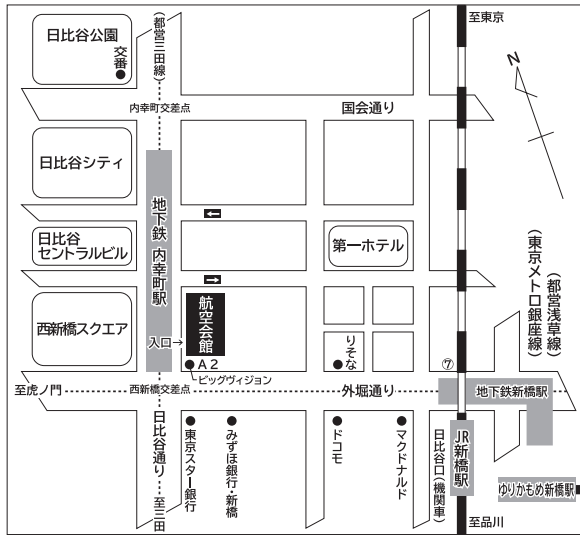 日比谷公園
交番
(都営三田線)
至東京
N
内幸町交差点
国会通り
日比谷シティ
地下鉄 内幸町駅
日比谷
セントラルビル
第一ホテル
(都営浅草線)
(東京メトロ銀座線)
西新橋スクエア
航空会館
入口→
A2
ビッグヴィジョン
りそな
⑦
至虎ノ門
西新橋交差点
外堀通り
地下鉄新橋駅
日比谷通り
至三田
東京スター銀行
みずほ銀行・新橋
ドコモ
マクドナルド
日比谷口(機関車)
JR新橋駅
ゆりかもめ新橋駅
至品川